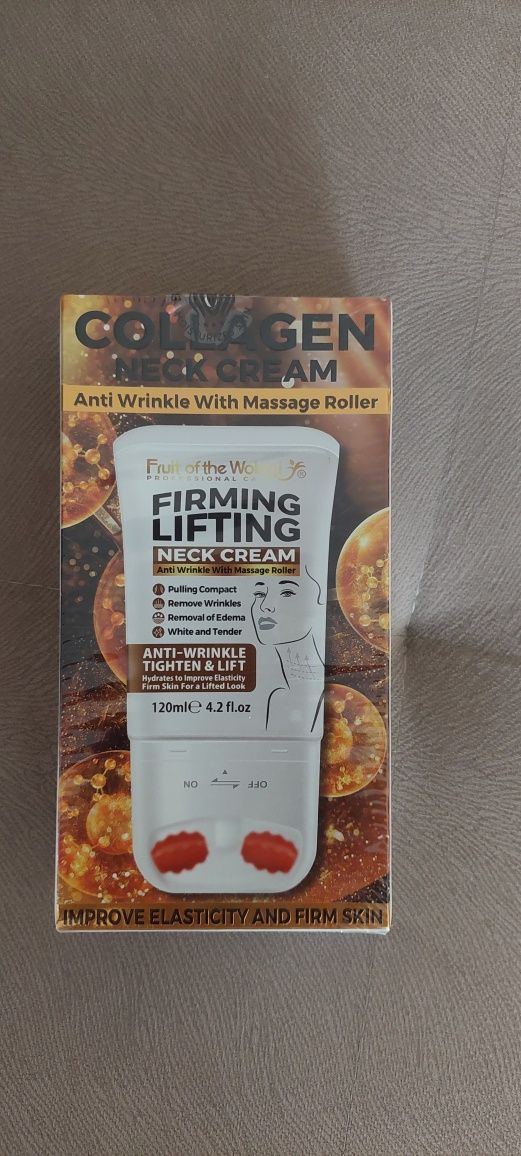 COLLAGEN
NECK CREAM
Anti Wrinkle With Massage Roller
Fruit of the Wokali
PROFESSIONAL CA
FIRMING
LIFTING
NECK CREAM
Anti Wrinkle With Massage Roller
Pulling Compact
Remove Wrinkles
Removal of Edema
White and Tender
ANTI-WRINKLE
TIGHTEN & LIFT
Hydrates to Improve Elasticity
Firm Skin For a Lifted Look
120ml℮ 4.2 fl.oz
OFF ON
IMPROVE ELASTICITY AND FIRM SKIN